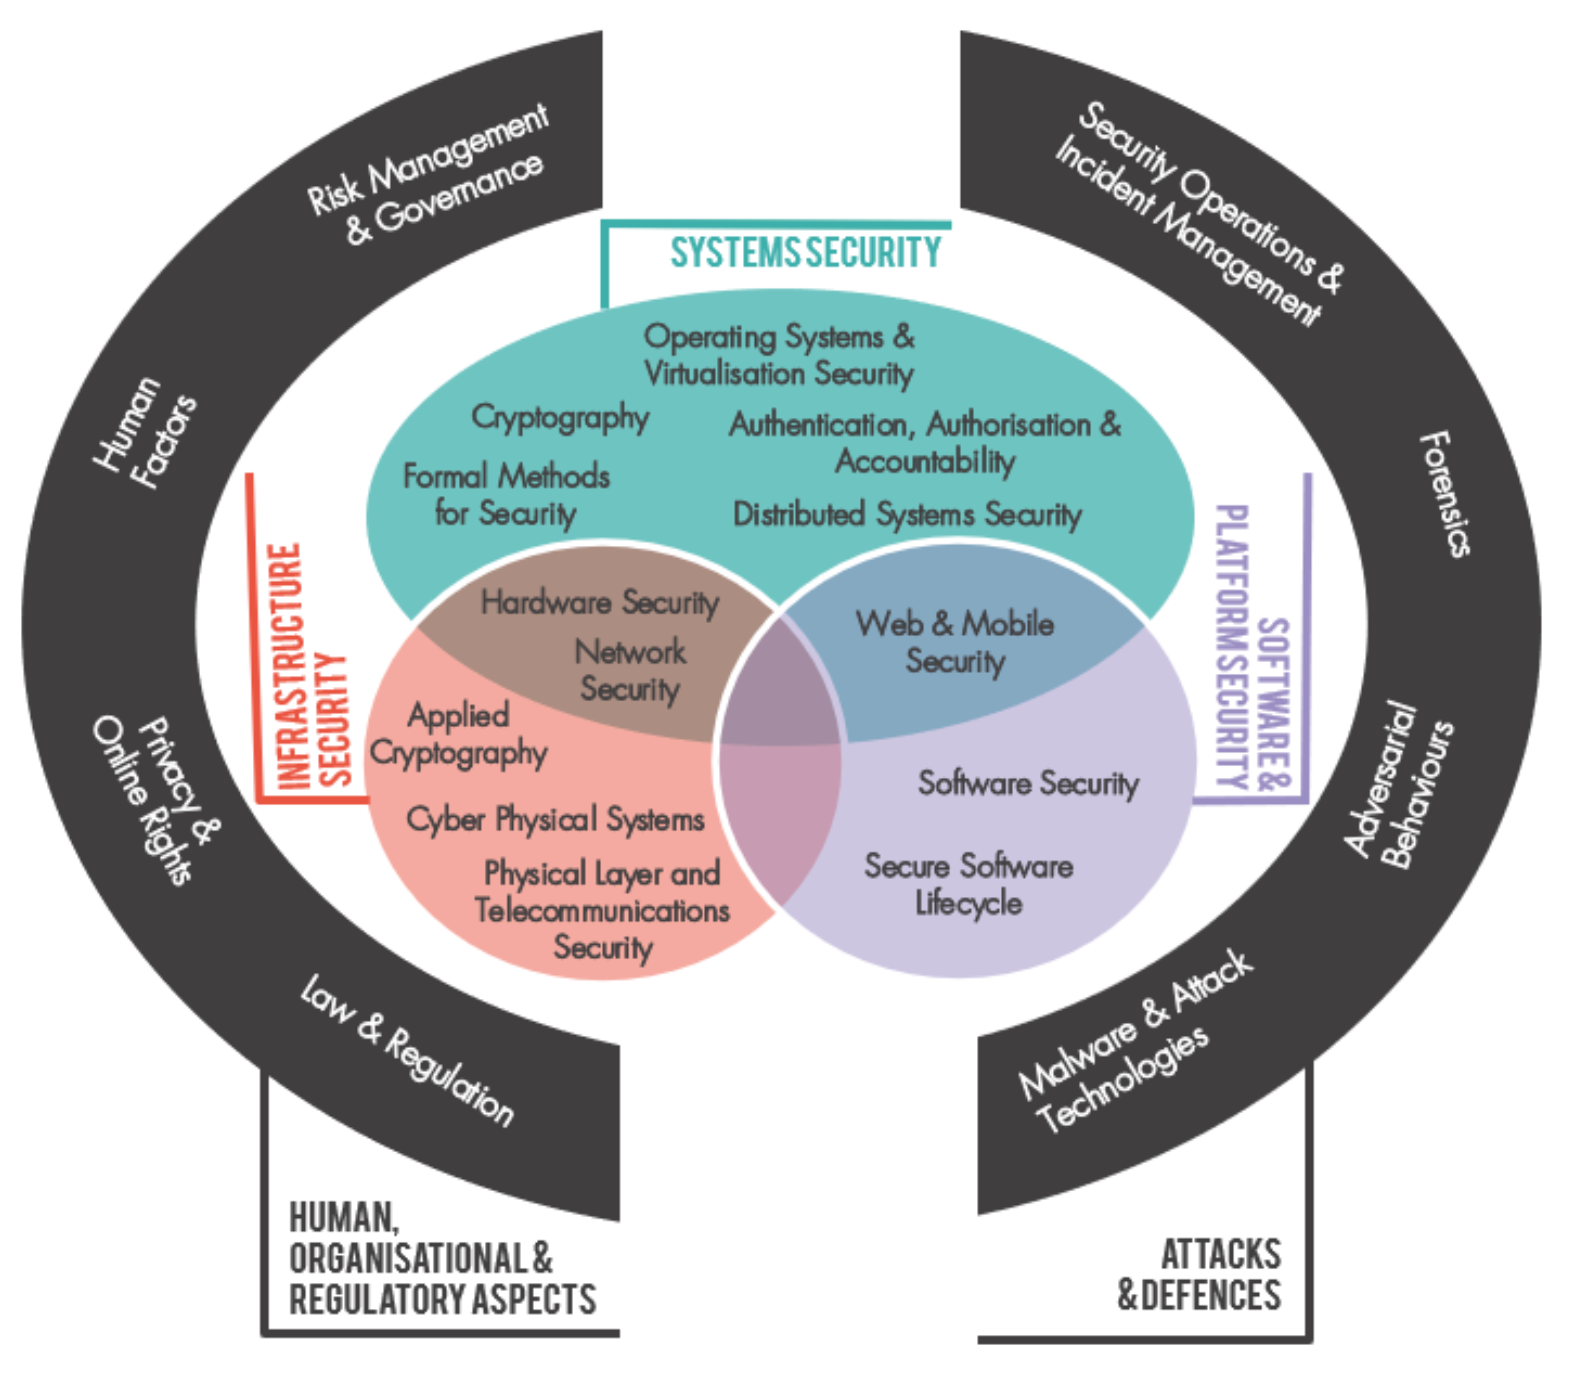 Risk Management
& Governance
Human
Factors
Privacy &
Online Rights
Law & Regulation
HUMAN,
ORGANISATIONAL &
REGULATORY ASPECTS
SYSTEMS SECURITY
Operating Systems &
Virtualisation Security
Cryptography
Authentication, Authorisation &
Accountability
Formal Methods
for Security
Distributed Systems Security
INFRASTRUCTURE
SECURITY
Hardware Security
Network
Security
Applied
Cryptography
Cyber Physical Systems
Physical Layer and
Telecommunications
Security
Web & Mobile
Security
Software Security
Secure Software
Lifecycle
SOFTWARE &
PLATFORM SECURITY
Security Operations &
Incident Management
Forensics
Adversarial
Behaviours
Malware & Attack
Technologies
ATTACKS
& DEFENCES